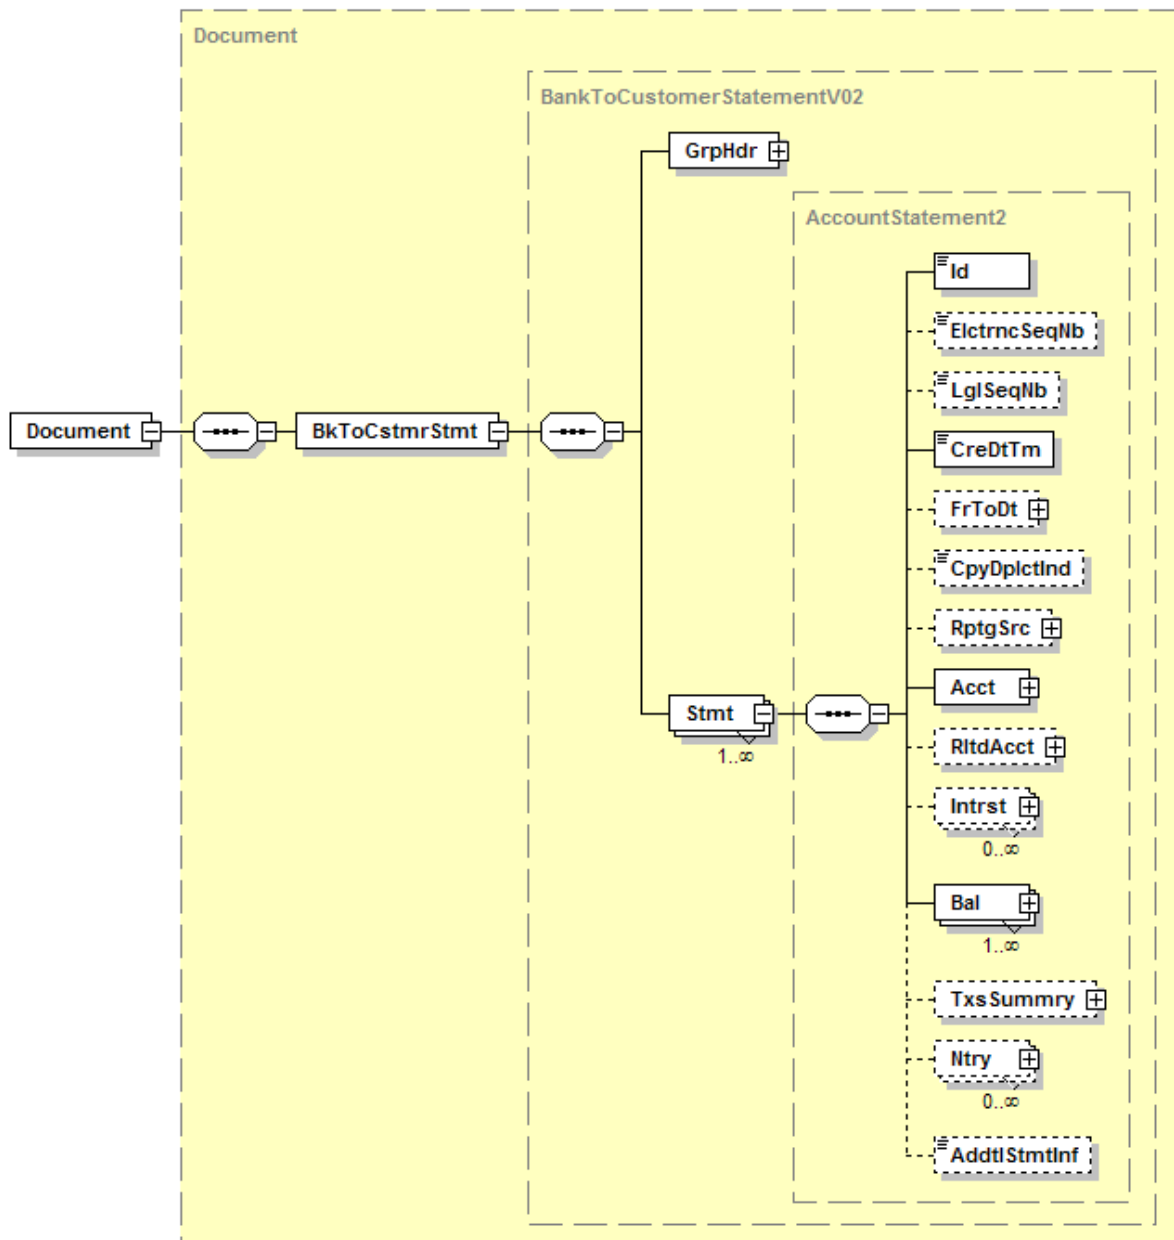 Document
BankToCustomerStatementV02
GrpHdr
AccountStatement2
Id
ElctrncSeqNb
LglSeqNb
Document
BkToCstmrStmt
CreDtTm
FrToDt
CpyDplctInd
RptgSrc
Acct
Stmt
1..∞
RltdAcct
Intrst
0..∞
Bal
1..∞
TxsSummry
Ntry
0..∞
AddtlStmtInf